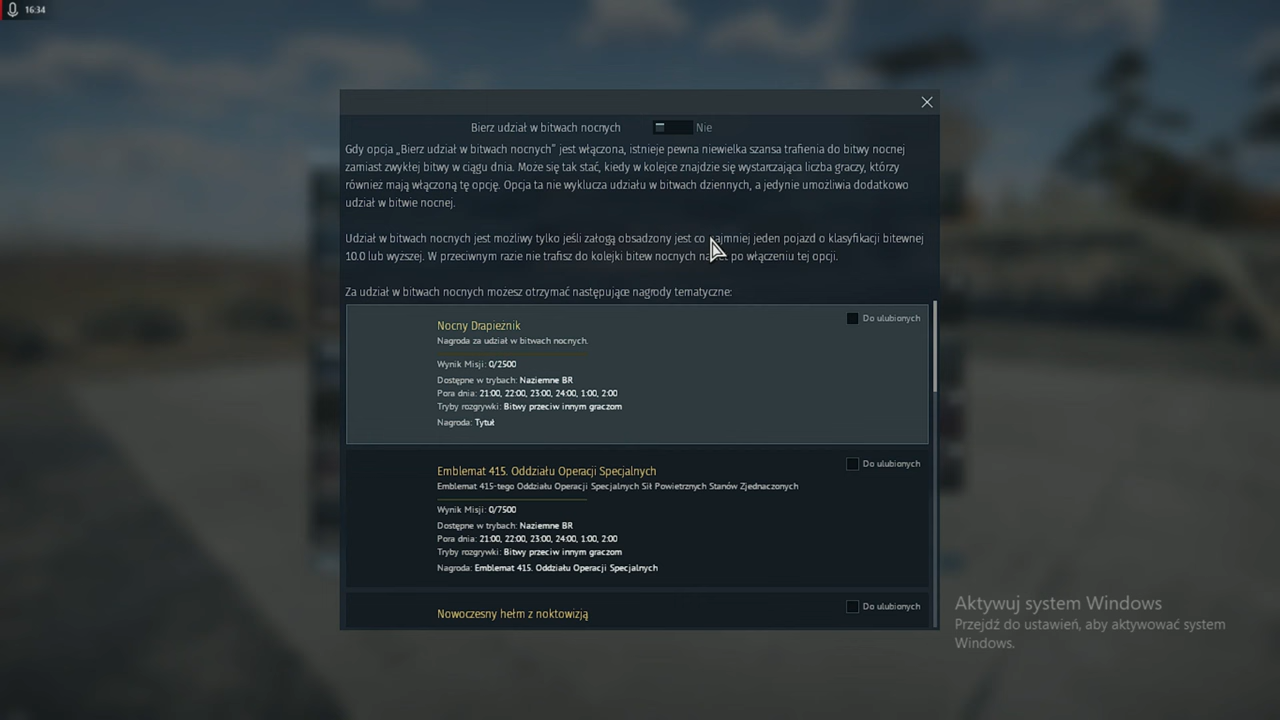 16:34
Bierz udział w bitwach nocnych Nie
Gdy opcja „Bierz udział w bitwach nocnych” jest włączona, istnieje pewna niewielka szansa trafienia do bitwy nocnej
zamiast zwykłej bitwy w ciągu dnia. Może się tak stać, kiedy w kolejce znajdzie się wystarczająca liczba graczy, którzy
również mają włączoną tę opcję. Opcja ta nie wyklucza udziału w bitwach dziennych, a jedynie umożliwia dodatkowo
udział w bitwie nocnej.
Udział w bitwach nocnych jest możliwy tylko jeśli załogą obsadzony jest co najmniej jeden pojazd o klasyfikacji bitewnej
10.0 lub wyższej. W przeciwnym razie nie trafisz do kolejki bitew nocnych nawet po włączeniu tej opcji.
Za udział w bitwach nocnych możesz otrzymać następujące nagrody tematyczne:
Nocny Drapieżnik
Do ulubionych
Nagroda za udział w bitwach nocnych.
Wynik Misji: 0/2500
Dostępne w trybach: Naziemne BR
Pora dnia: 21:00, 22:00, 23:00, 24:00, 1:00, 2:00
Tryby rozgrywki: Bitwy przeciw innym graczom
Nagroda: Tytuł
Emblemat 415. Oddziału Operacji Specjalnych
Do ulubionych
Emblemat 415-tego Oddziału Operacji Specjalnych Sił Powietrznych Stanów Zjednaczonych
Wynik Misji: 0/7500
Dostępne w trybach: Naziemne BR
Pora dnia: 21:00, 22:00, 23:00, 24:00, 1:00, 2:00
Tryby rozgrywki: Bitwy przeciw innym graczom
Nagroda: Emblemat 415. Oddziału Operacji Specjalnych
Nowoczesny hełm z noktowizją
Do ulubionych
Aktywuj system Windows
Przejdź do ustawień, aby aktywować system
Windows.